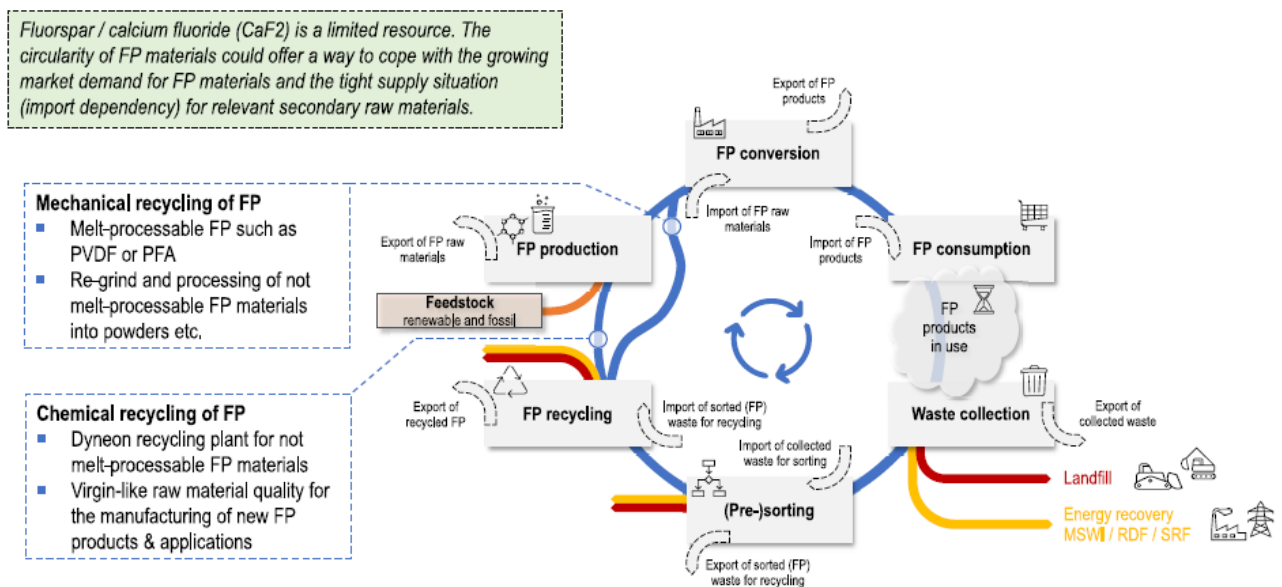 Fluorspar / calcium fluoride (CaF2) is a limited resource. The
circularity of FP materials could offer a way to cope with the growing
market demand for FP materials and the tight supply situation
(import dependency) for relevant secondary raw materials.
Export of FP
products
FP conversion
Import of FP raw
materials
Mechanical recycling of FP
Melt-processable FP such as
PVDF or PFA
Re-grind and processing of not
melt-processable FP materials
into powders etc.
Export of FP raw
materials
FP production
Feedstock
renewable and fossil
Import of FP
products
FP consumption
FP
products
in use
Chemical recycling of FP
Dyneon recycling plant for not
melt-processable FP materials
Virgin-like raw material quality for
the manufacturing of new FP
products & applications
Export of
recycled FP
FP recycling
Import of sorted (FP)
waste for recycling
Import of collected
waste for sorting
Waste collection
Export of
collected waste
(Pre-)sorting
Export of sorted (FP)
waste for recycling
Landfill
Energy recovery
MSWI / RDF / SRF